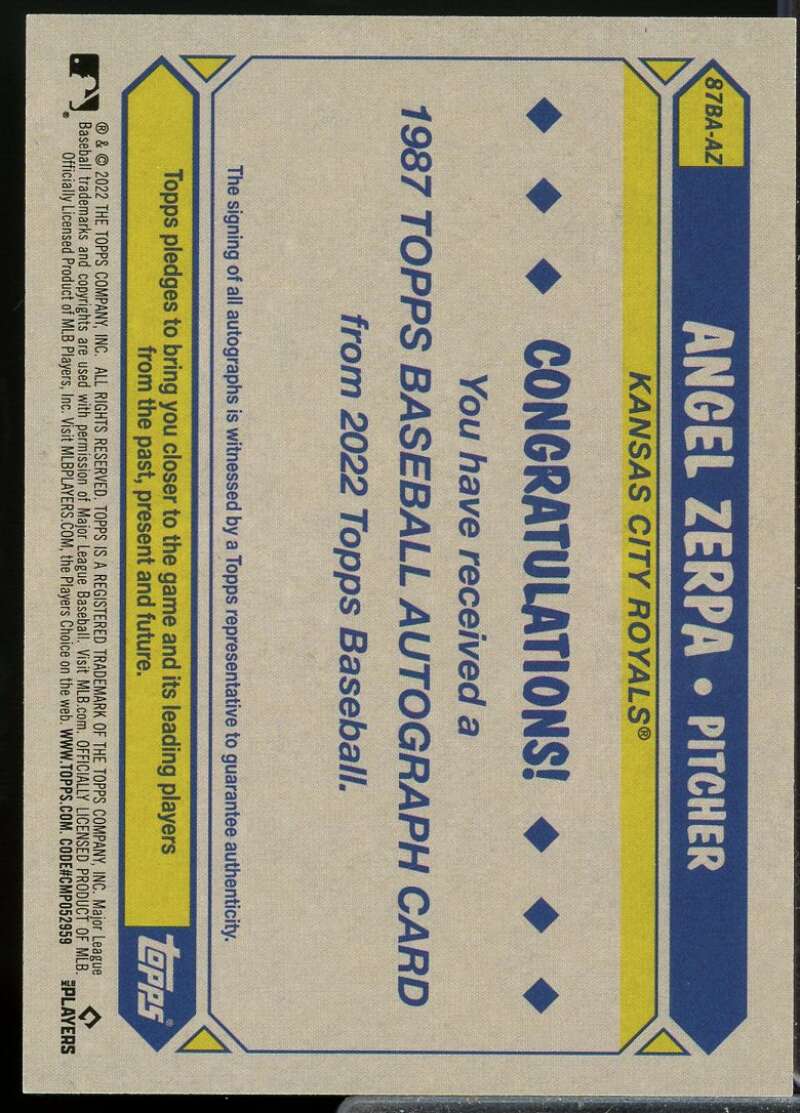 87BA-AZ
ANGEL ZERPA • PITCHER
KANSAS CITY ROYALS®
CONGRATULATIONS!
You have received a
1987 TOPPS BASEBALL AUTOGRAPH CARD
from 2022 Topps Baseball.
The signing of all autographs is witnessed by a Topps representative to guarantee authenticity.
Topps pledges to bring you closer to the game and its leading players
from the past, present and future.
Topps®
® & © 2022 THE TOPPS COMPANY, INC. ALL RIGHTS RESERVED. TOPPS IS A REGISTERED TRADEMARK OF THE TOPPS COMPANY, INC. Major League
Baseball trademarks and copyrights are used with permission of Major League Baseball. Visit MLB.com. OFFICIALLY LICENSED PRODUCT OF MLB.
Officially Licensed Product of MLB Players, Inc. Visit MLBPLAYERS.COM, the Players Choice on the web. WWW.TOPPS.COM. CODE#CMP052959
MLB PLAYERS